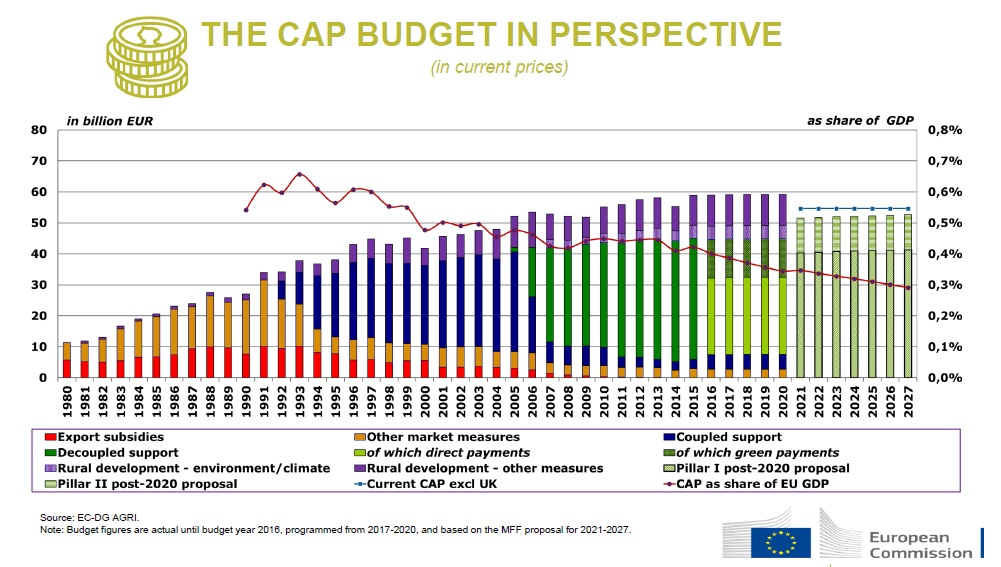 THE CAP BUDGET IN PERSPECTIVE
(in current prices)
in billion EUR
as share of GDP
80
70
60
50
40
30
20
10
0
0,8%
0,7%
0,6%
0,5%
0,4%
0,3%
0,2%
0,1%
0,0%
1980 1981 1982 1983 1984 1985 1986 1987 1988 1989 1990 1991 1992 1993 1994 1995 1996 1997 1998 1999 2000 2001 2002 2003 2004 2005 2006 2007 2008 2009 2010 2011 2012 2013 2014 2015 2016 2017 2018 2019 2020 2021 2022 2023 2024 2025 2026 2027
Export subsidies Other market measures Coupled support
Decoupled support of which direct payments of which green payments
Rural development - environment/climate Rural development - other measures Pillar I post-2020 proposal
Pillar II post-2020 proposal Current CAP excl UK CAP as share of EU GDP
Source: EC-DG AGRI.
Note: Budget figures are actual until budget year 2016, programmed from 2017-2020, and based on the MFF proposal for 2021-2027.
European
Commission